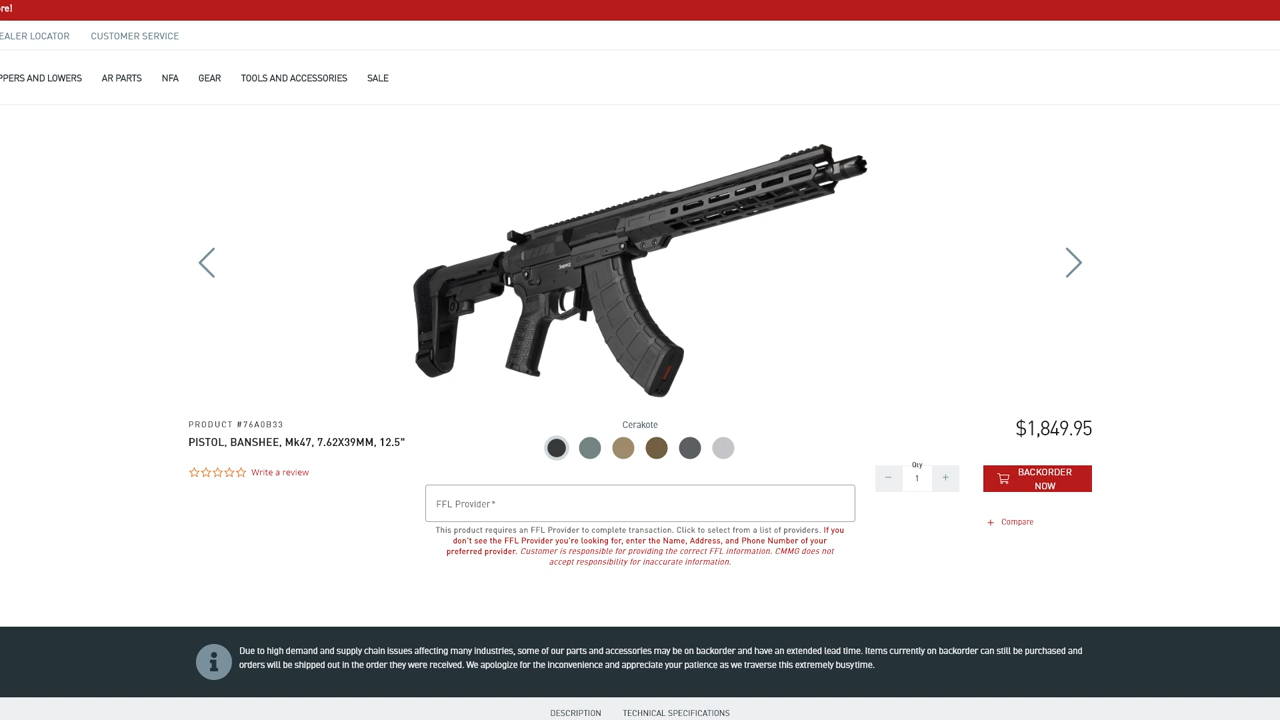 re!
EALER LOCATOR CUSTOMER SERVICE
PPERS AND LOWERS AR PARTS NFA GEAR TOOLS AND ACCESSORIES SALE
PRODUCT #76A0B33
PISTOL, BANSHEE, Mk47, 7.62X39MM, 12.5"
Write a review
Cerakote
$1,849.95
Qty
1
BACKORDER
NOW
Compare
FFL Provider*
This product requires an FFL Provider to complete transaction. Click to select from a list of providers. If you
don't see the FFL Provider you're looking for, enter the Name, Address, and Phone Number of your
preferred provider. Customer is responsible for providing the correct FFL information. CMMG does not
accept responsibility for inaccurate information.
Due to high demand and supply chain issues affecting many industries, some of our parts and accessories may be on backorder and have an extended lead time. Items currently on backorder can still be purchased and
orders will be shipped out in the order they were received. We apologize for the inconvenience and appreciate your patience as we traverse this extremely busy time.
DESCRIPTION TECHNICAL SPECIFICATIONS